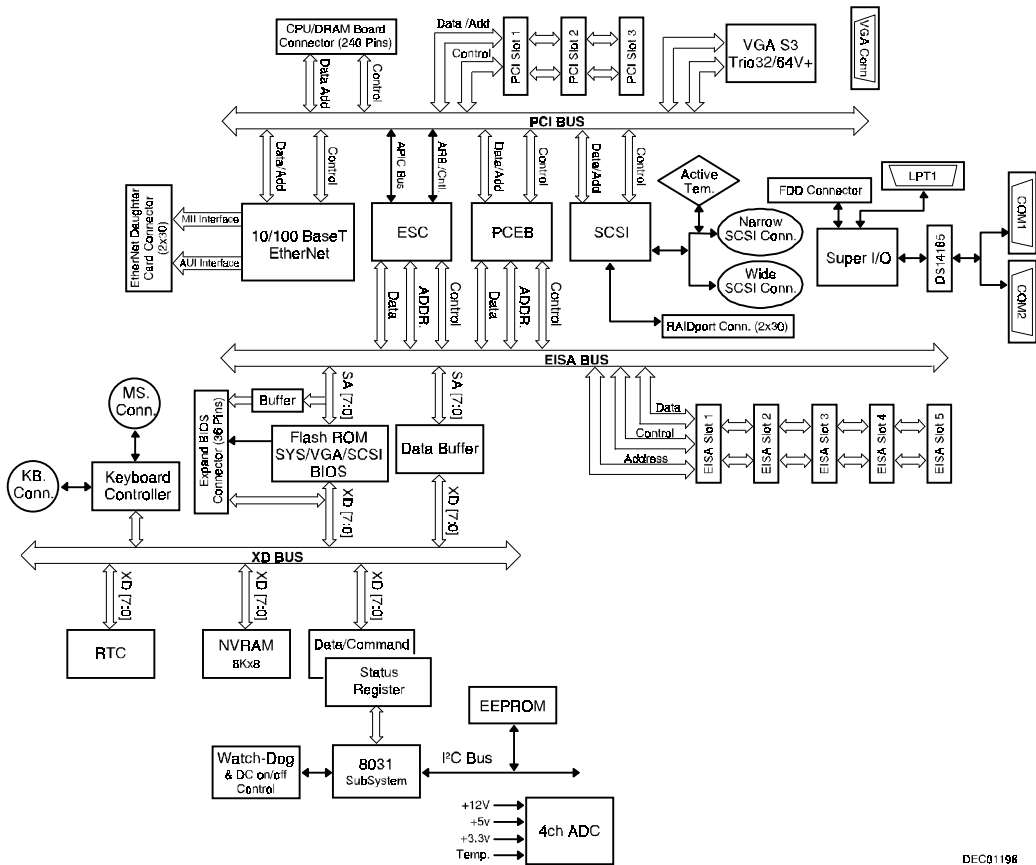 CPU/DRAM Board
Connector (240 Pins)
Data Add
Control
Data /Add
Control
PCI Slot 1
PCI Slot 2
PCI Slot 3
VGA S3
Trio32/64V+
VGA Conn
PCI BUS
Data/Add
Control
APIC Bus
ARB./Cntl.
Data/Add
Control
Data/Add
Control
EtherNet Daughter
Card Connector
(2x30)
MII Interface
AUI Interface
10/100 BaseT
EtherNet
ESC
PCEB
SCSI
Active
Tem.
Narrow
SCSI Conn.
Wide
SCSI Conn.
RAIDport Conn. (2x30)
FDD Connector
LPT1
Super I/O
DS14185
COM1
COM2
Data
ADDR.
Control
Data
ADDR.
Control
EISA BUS
SA [7:0]
SA [7:0]
MS.
Conn.
KB.
Conn.
Keyboard
Controller
Expand BIOS
Connector (36 Pins)
Buffer
Flash ROM
SYS/VGA/SCSI
BIOS
Data Buffer
XD [7:0]
XD [7:0]
Data
Control
Address
EISA Slot 1
EISA Slot 2
EISA Slot 3
EISA Slot 4
EISA Slot 5
XD BUS
XD [7:0]
XD [7:0]
XD [7:0]
RTC
NVRAM
8Kx8
Data/Command
Status
Register
EEPROM
Watch-Dog
& DC on/off
Control
8031
SubSystem
I²C Bus
+12V
+5v
+3.3v
Temp.
4ch ADC
DEC01196